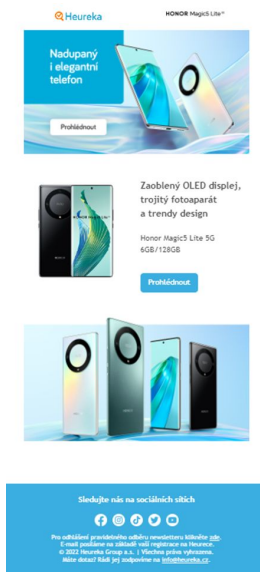 Heureka
HONOR Magic5 Lite
Nadupaný
i elegantní
telefon
Prohlédnout
Zaoblený OLED displej,
trojitý fotoaparát
a trendy design
Honor Magic5 Lite 5G
6GB/128GB
Prohlédnout
Sledujte nás na sociálních sítích
Pro odhlášení pravidelného odběru newsletteru klikněte zde.
E-mail posíláme na základě vaší registrace na Heurece.
© 2022 Heureka Group a.s. | Všechna práva vyhrazena.
Máte dotaz? Rádi jej zodpovíme na info@heureka.cz.